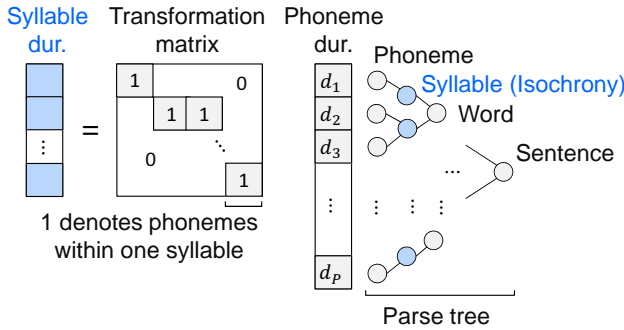 Syllable
dur.
=
⋮
Transformation
matrix
1
0
1 1
⋱
0
1
1 denotes phonemes
within one syllable
Phoneme
dur.
d₁
d₂
d₃
⋮
d_P
Phoneme
Syllable (Isochrony)
Word
Sentence
...
⋮ ⋮ ⋮
Parse tree